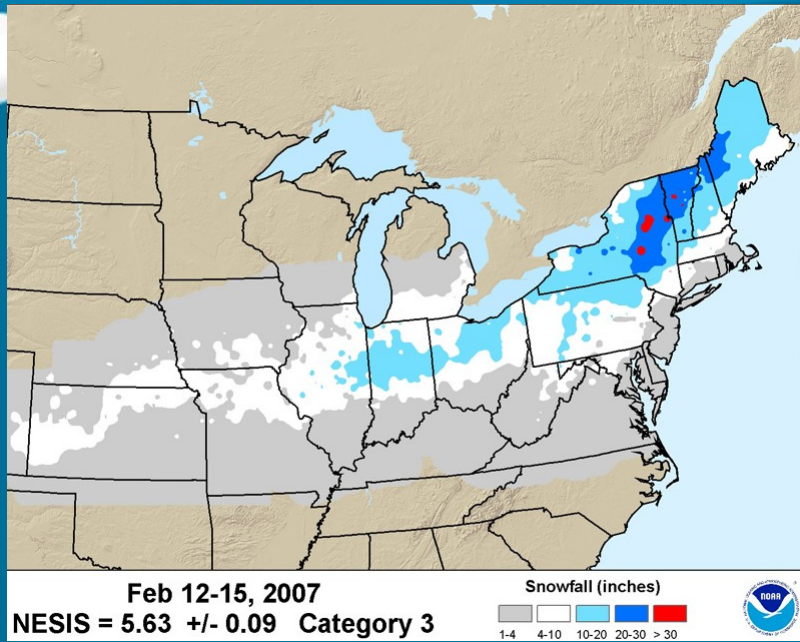 Feb 12-15, 2007
NESIS = 5.63 +/- 0.09 Category 3
Snowfall (inches)
1-4 4-10 10-20 20-30 > 30
NOAA